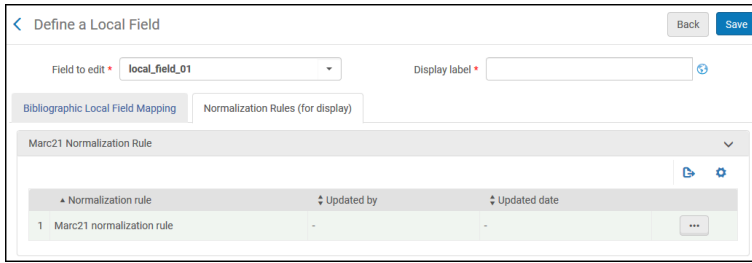 Define a Local Field
Back
Save
Field to edit * local_field_01
Display label *
Bibliographic Local Field Mapping
Normalization Rules (for display)
Marc21 Normalization Rule
Normalization rule
Updated by
Updated date
1 Marc21 normalization rule - -